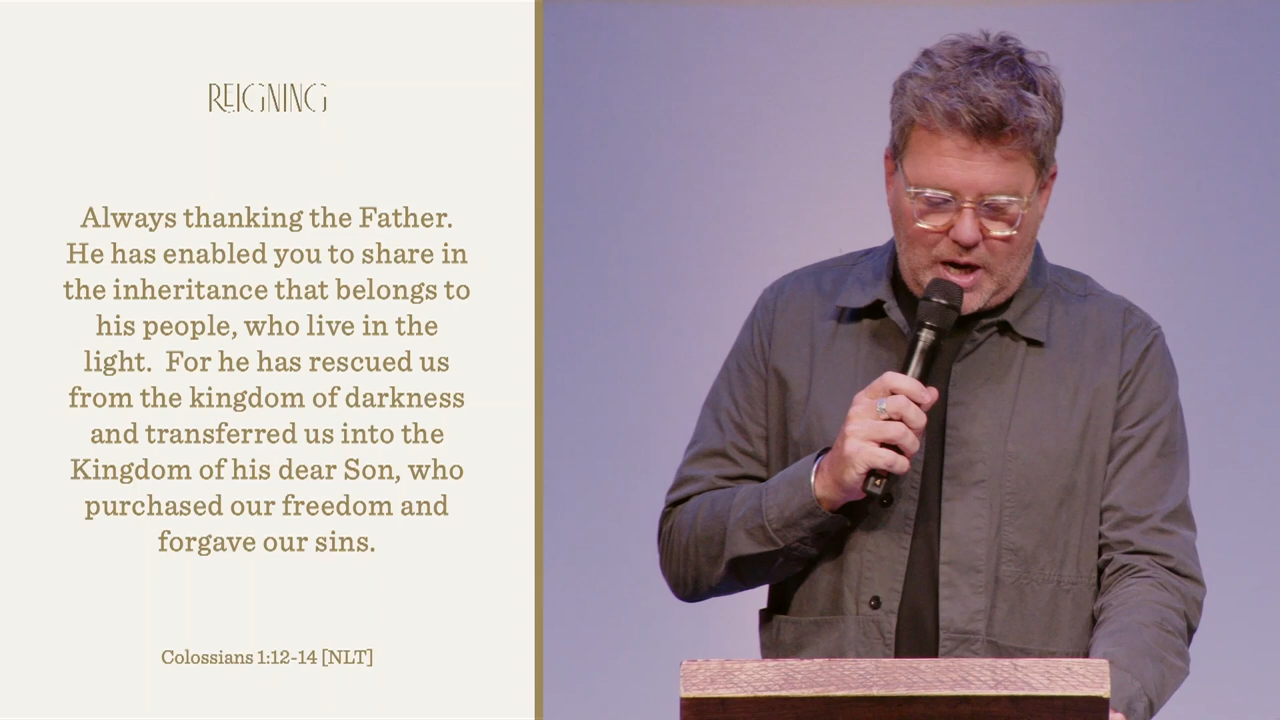 REIGNING
Always thanking the Father.
He has enabled you to share in
the inheritance that belongs to
his people, who live in the
light.  For he has rescued us
from the kingdom of darkness
and transferred us into the
Kingdom of his dear Son, who
purchased our freedom and
forgave our sins.
Colossians 1:12-14 [NLT]
4